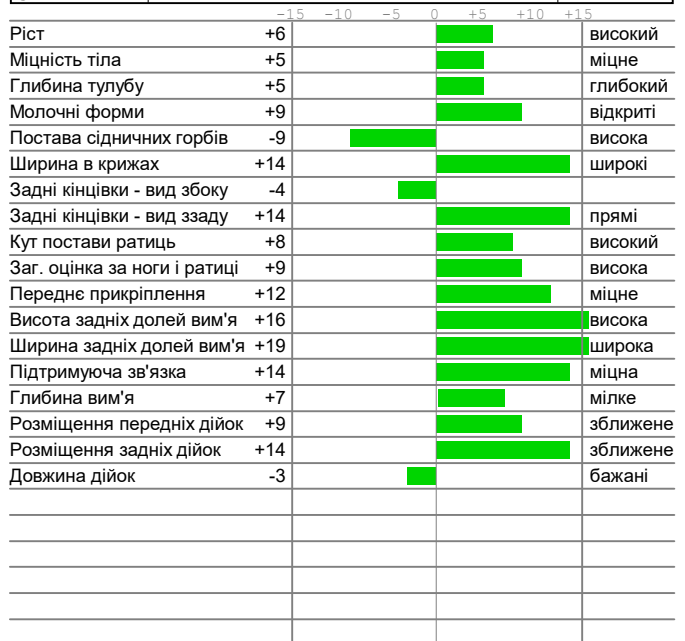 -15 -10 -5 0 +5 +10 +15
Ріст +6 високий
Міцність тіла +5 міцне
Глибина тулубу +5 глибокий
Молочні форми +9 відкриті
Постава сідничних горбів -9 висока
Ширина в крижах +14 широкі
Задні кінцівки - вид збоку -4
Задні кінцівки - вид ззаду +14 прямі
Кут постави ратиць +8 високий
Заг. оцінка за ноги і ратиці +9 висока
Переднє прикріплення +12 міцне
Висота задніх долей вим'я +16 висока
Ширина задніх долей вим'я +19 широка
Підтримуюча зв'язка +14 міцна
Глибина вим'я +7 мілке
Розміщення передніх дійок +9 зближене
Розміщення задніх дійок +14 зближене
Довжина дійок -3 бажані